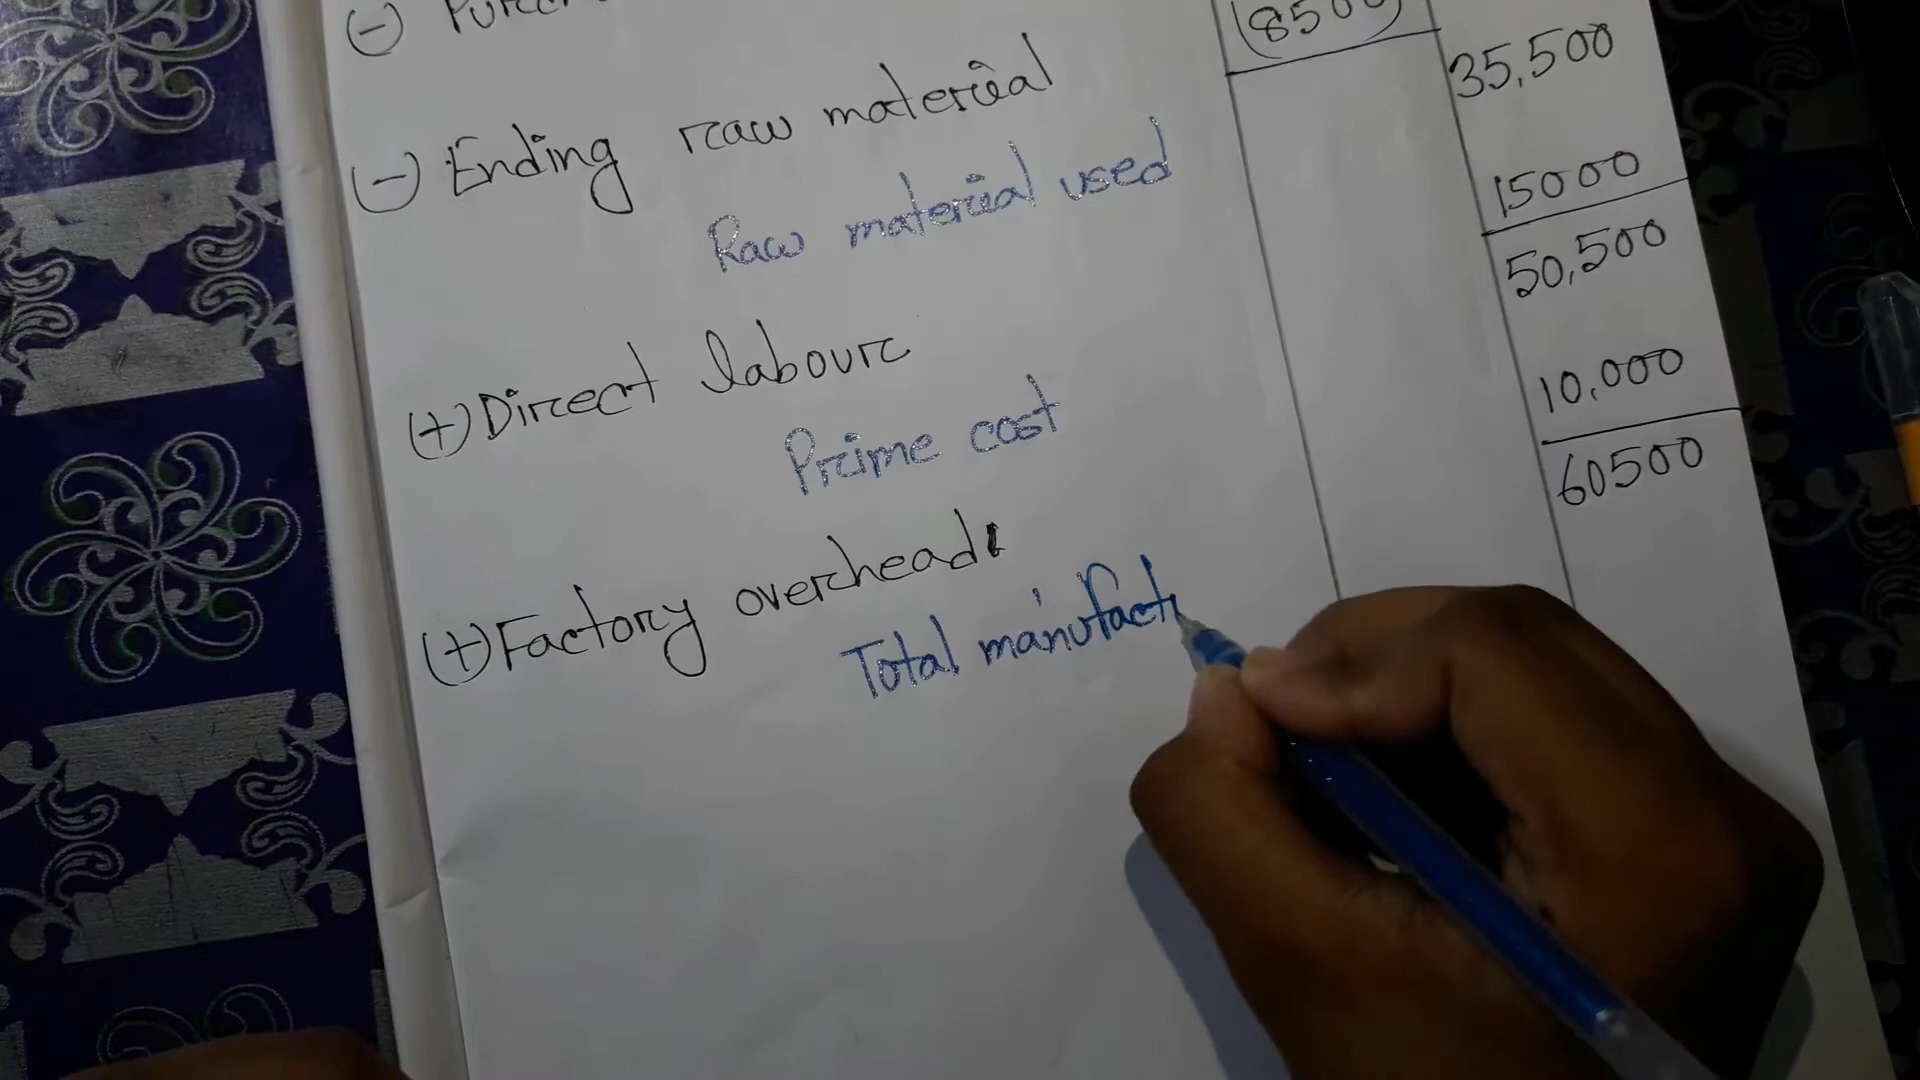 (-)
(8500)
35,500
(-) Ending raw material
15000
Raw material used
50,500
(+) Direct labour
10,000
Prime cost
60500
(+) Factory overhead
Total manufact